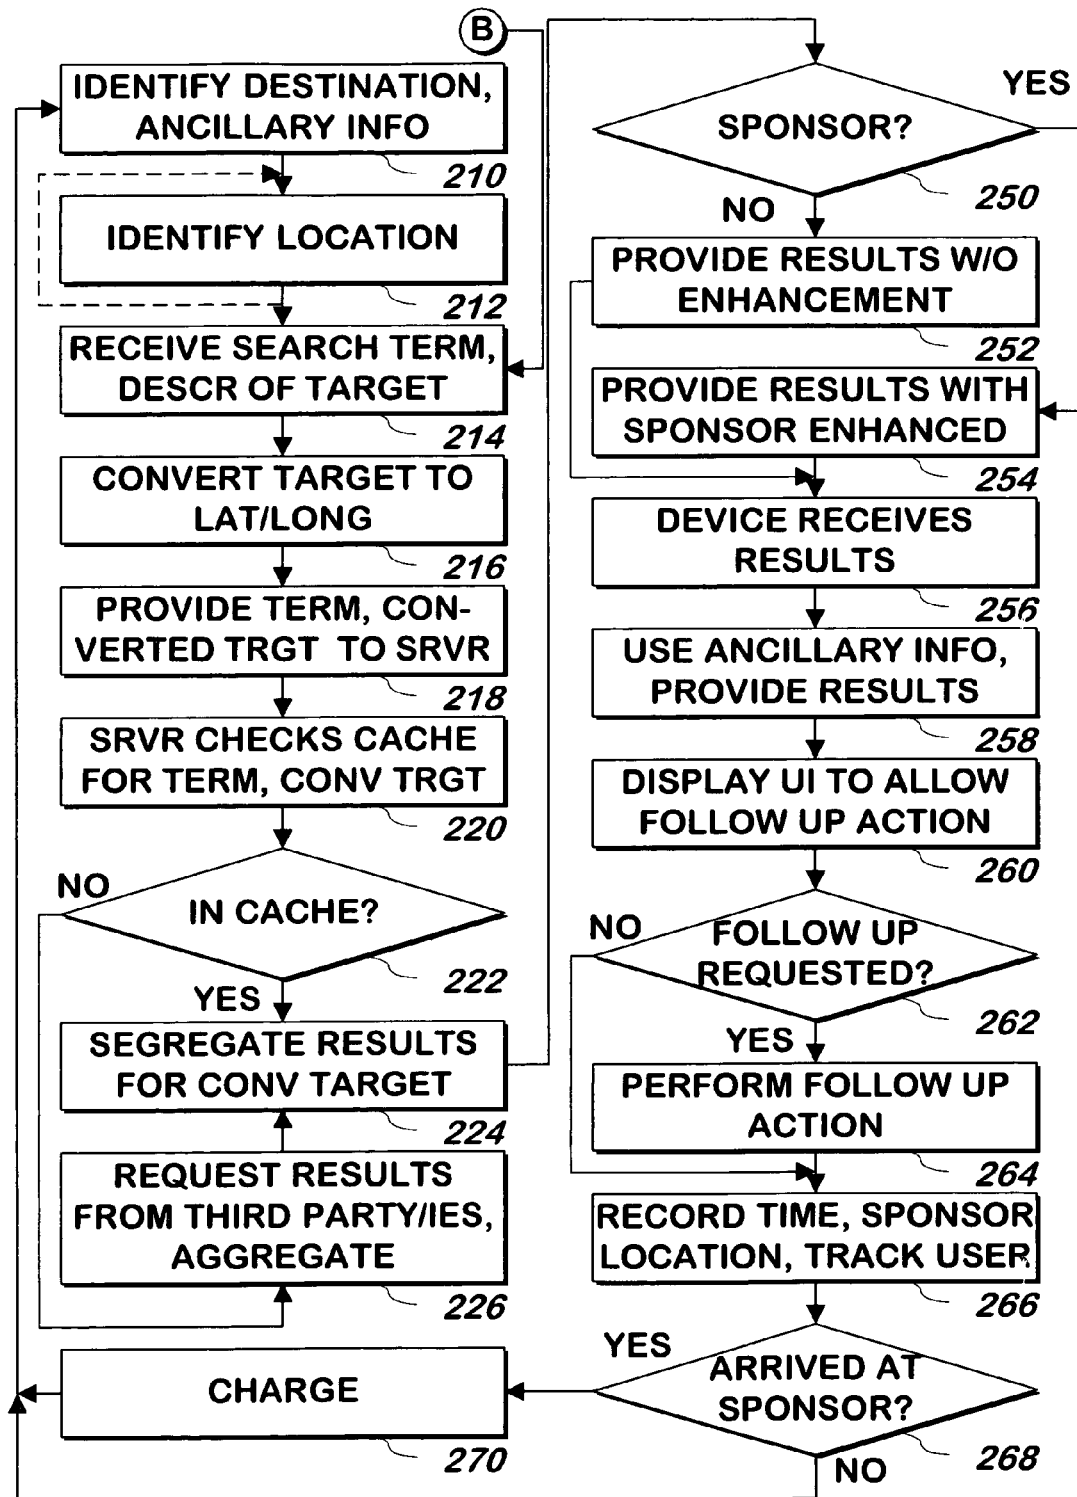 B
IDENTIFY DESTINATION,
ANCILLARY INFO
210
IDENTIFY LOCATION
212
RECEIVE SEARCH TERM,
DESCR OF TARGET
214
CONVERT TARGET TO
LAT/LONG
216
PROVIDE TERM, CON-
VERTED TRGT TO SRVR
218
SRVR CHECKS CACHE
FOR TERM, CONV TRGT
220
NO
IN CACHE?
222
YES
SEGREGATE RESULTS
FOR CONV TARGET
224
REQUEST RESULTS
FROM THIRD PARTY/IES,
AGGREGATE
226
CHARGE
270
YES
SPONSOR?
250
NO
PROVIDE RESULTS W/O
ENHANCEMENT
252
PROVIDE RESULTS WITH
SPONSOR ENHANCED
254
DEVICE RECEIVES
RESULTS
256
USE ANCILLARY INFO,
PROVIDE RESULTS
258
DISPLAY UI TO ALLOW
FOLLOW UP ACTION
260
NO
FOLLOW UP
REQUESTED?
262
YES
PERFORM FOLLOW UP
ACTION
264
RECORD TIME, SPONSOR
LOCATION, TRACK USER
266
YES
ARRIVED AT
SPONSOR?
268
NO